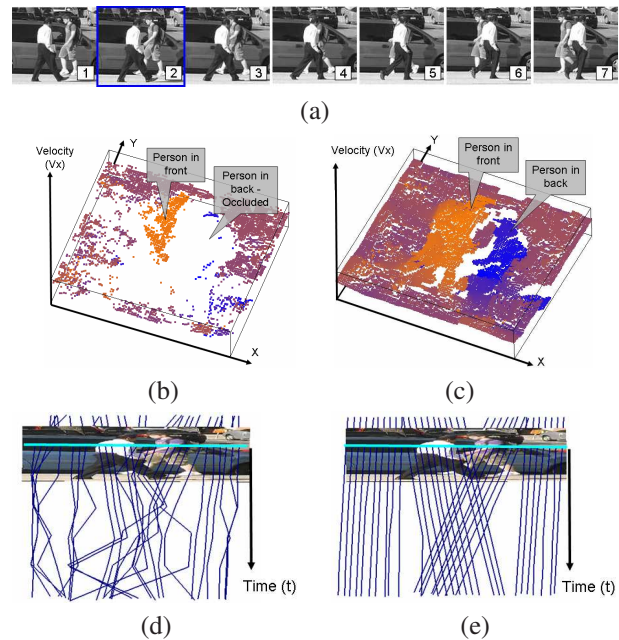 1 2 3 4 5 6 7
(a)
Velocity
(Vx)
Y
Person in
front
Person in
back -
Occluded
X
(b)
Velocity (Vx)
Y
Person in
front
Person in
back
X
(c)
Time (t)
(d)
Time (t)
(e)